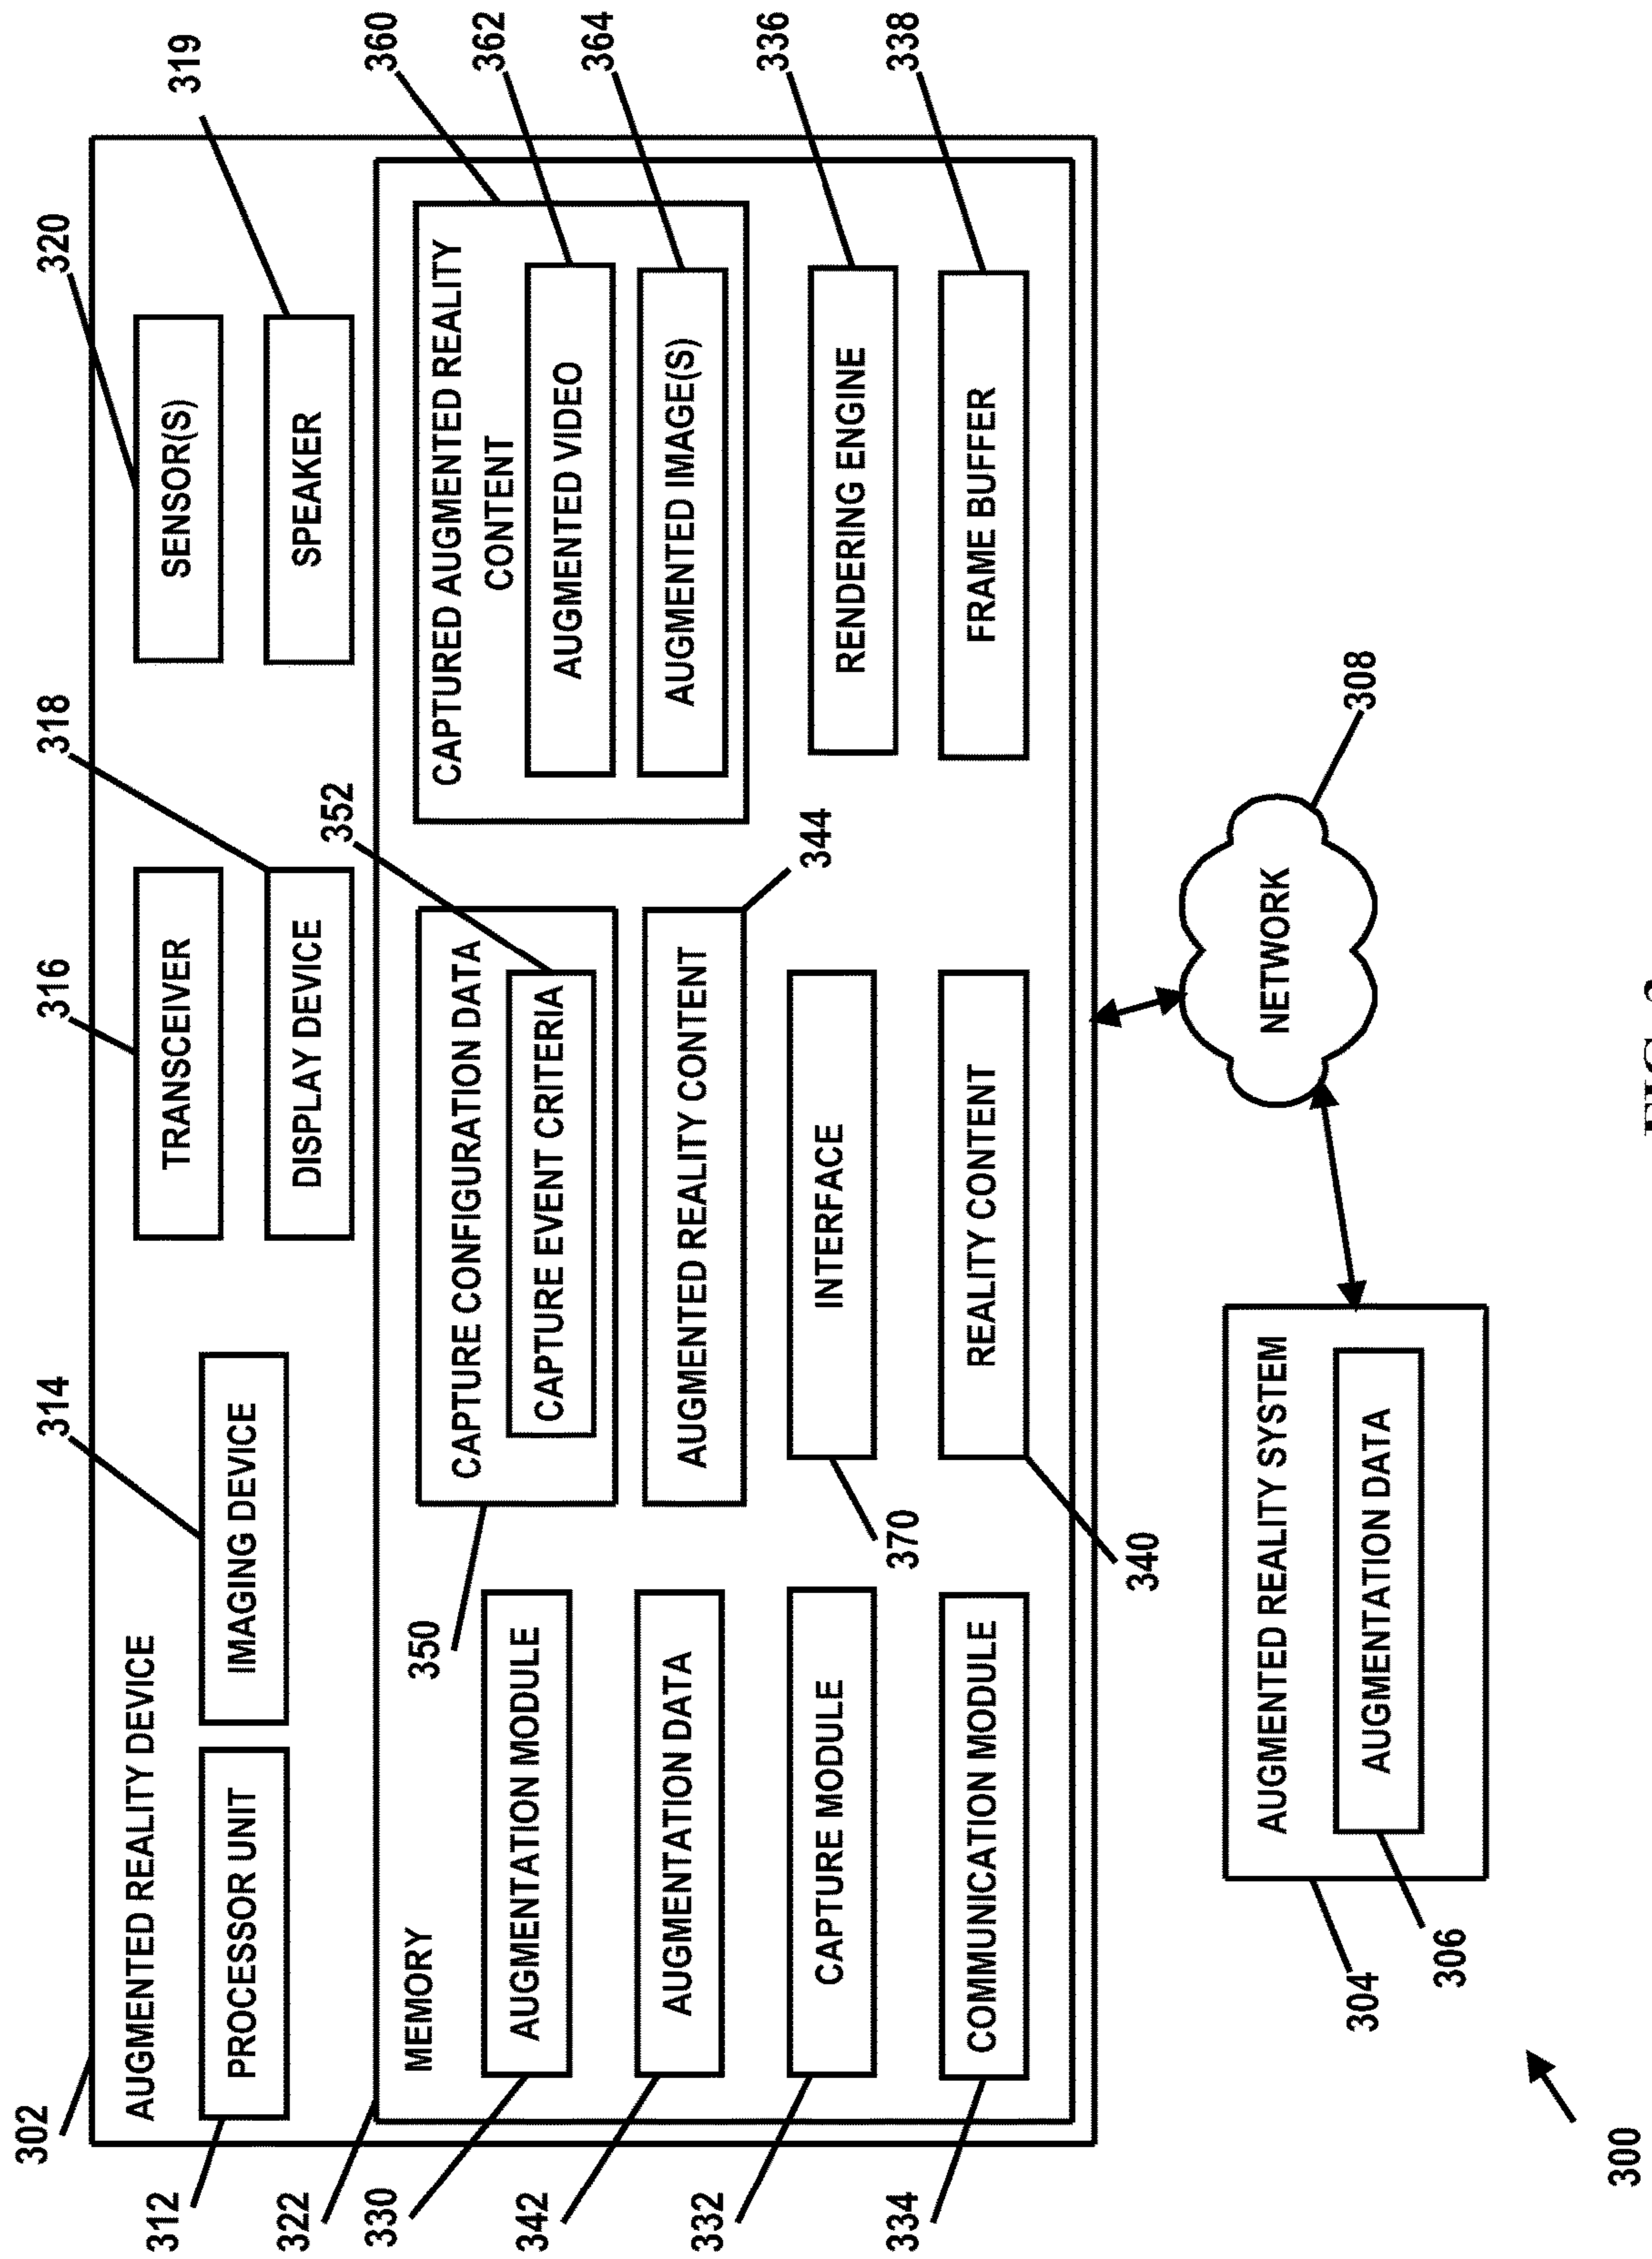 302
AUGMENTED REALITY DEVICE
312
PROCESSOR UNIT
314
IMAGING DEVICE
316
TRANSCEIVER
318
DISPLAY DEVICE
320
SENSOR(S)
319
SPEAKER
322
MEMORY
330
AUGMENTATION MODULE
342
AUGMENTATION DATA
332
CAPTURE MODULE
334
COMMUNICATION MODULE
350
CAPTURE CONFIGURATION DATA
352
CAPTURE EVENT CRITERIA
344
AUGMENTED REALITY CONTENT
370
INTERFACE
340
REALITY CONTENT
360
CAPTURED AUGMENTED REALITY
CONTENT
362
AUGMENTED VIDEO
364
AUGMENTED IMAGE(S)
336
RENDERING ENGINE
338
FRAME BUFFER
304
AUGMENTED REALITY SYSTEM
306
AUGMENTATION DATA
308
NETWORK
300